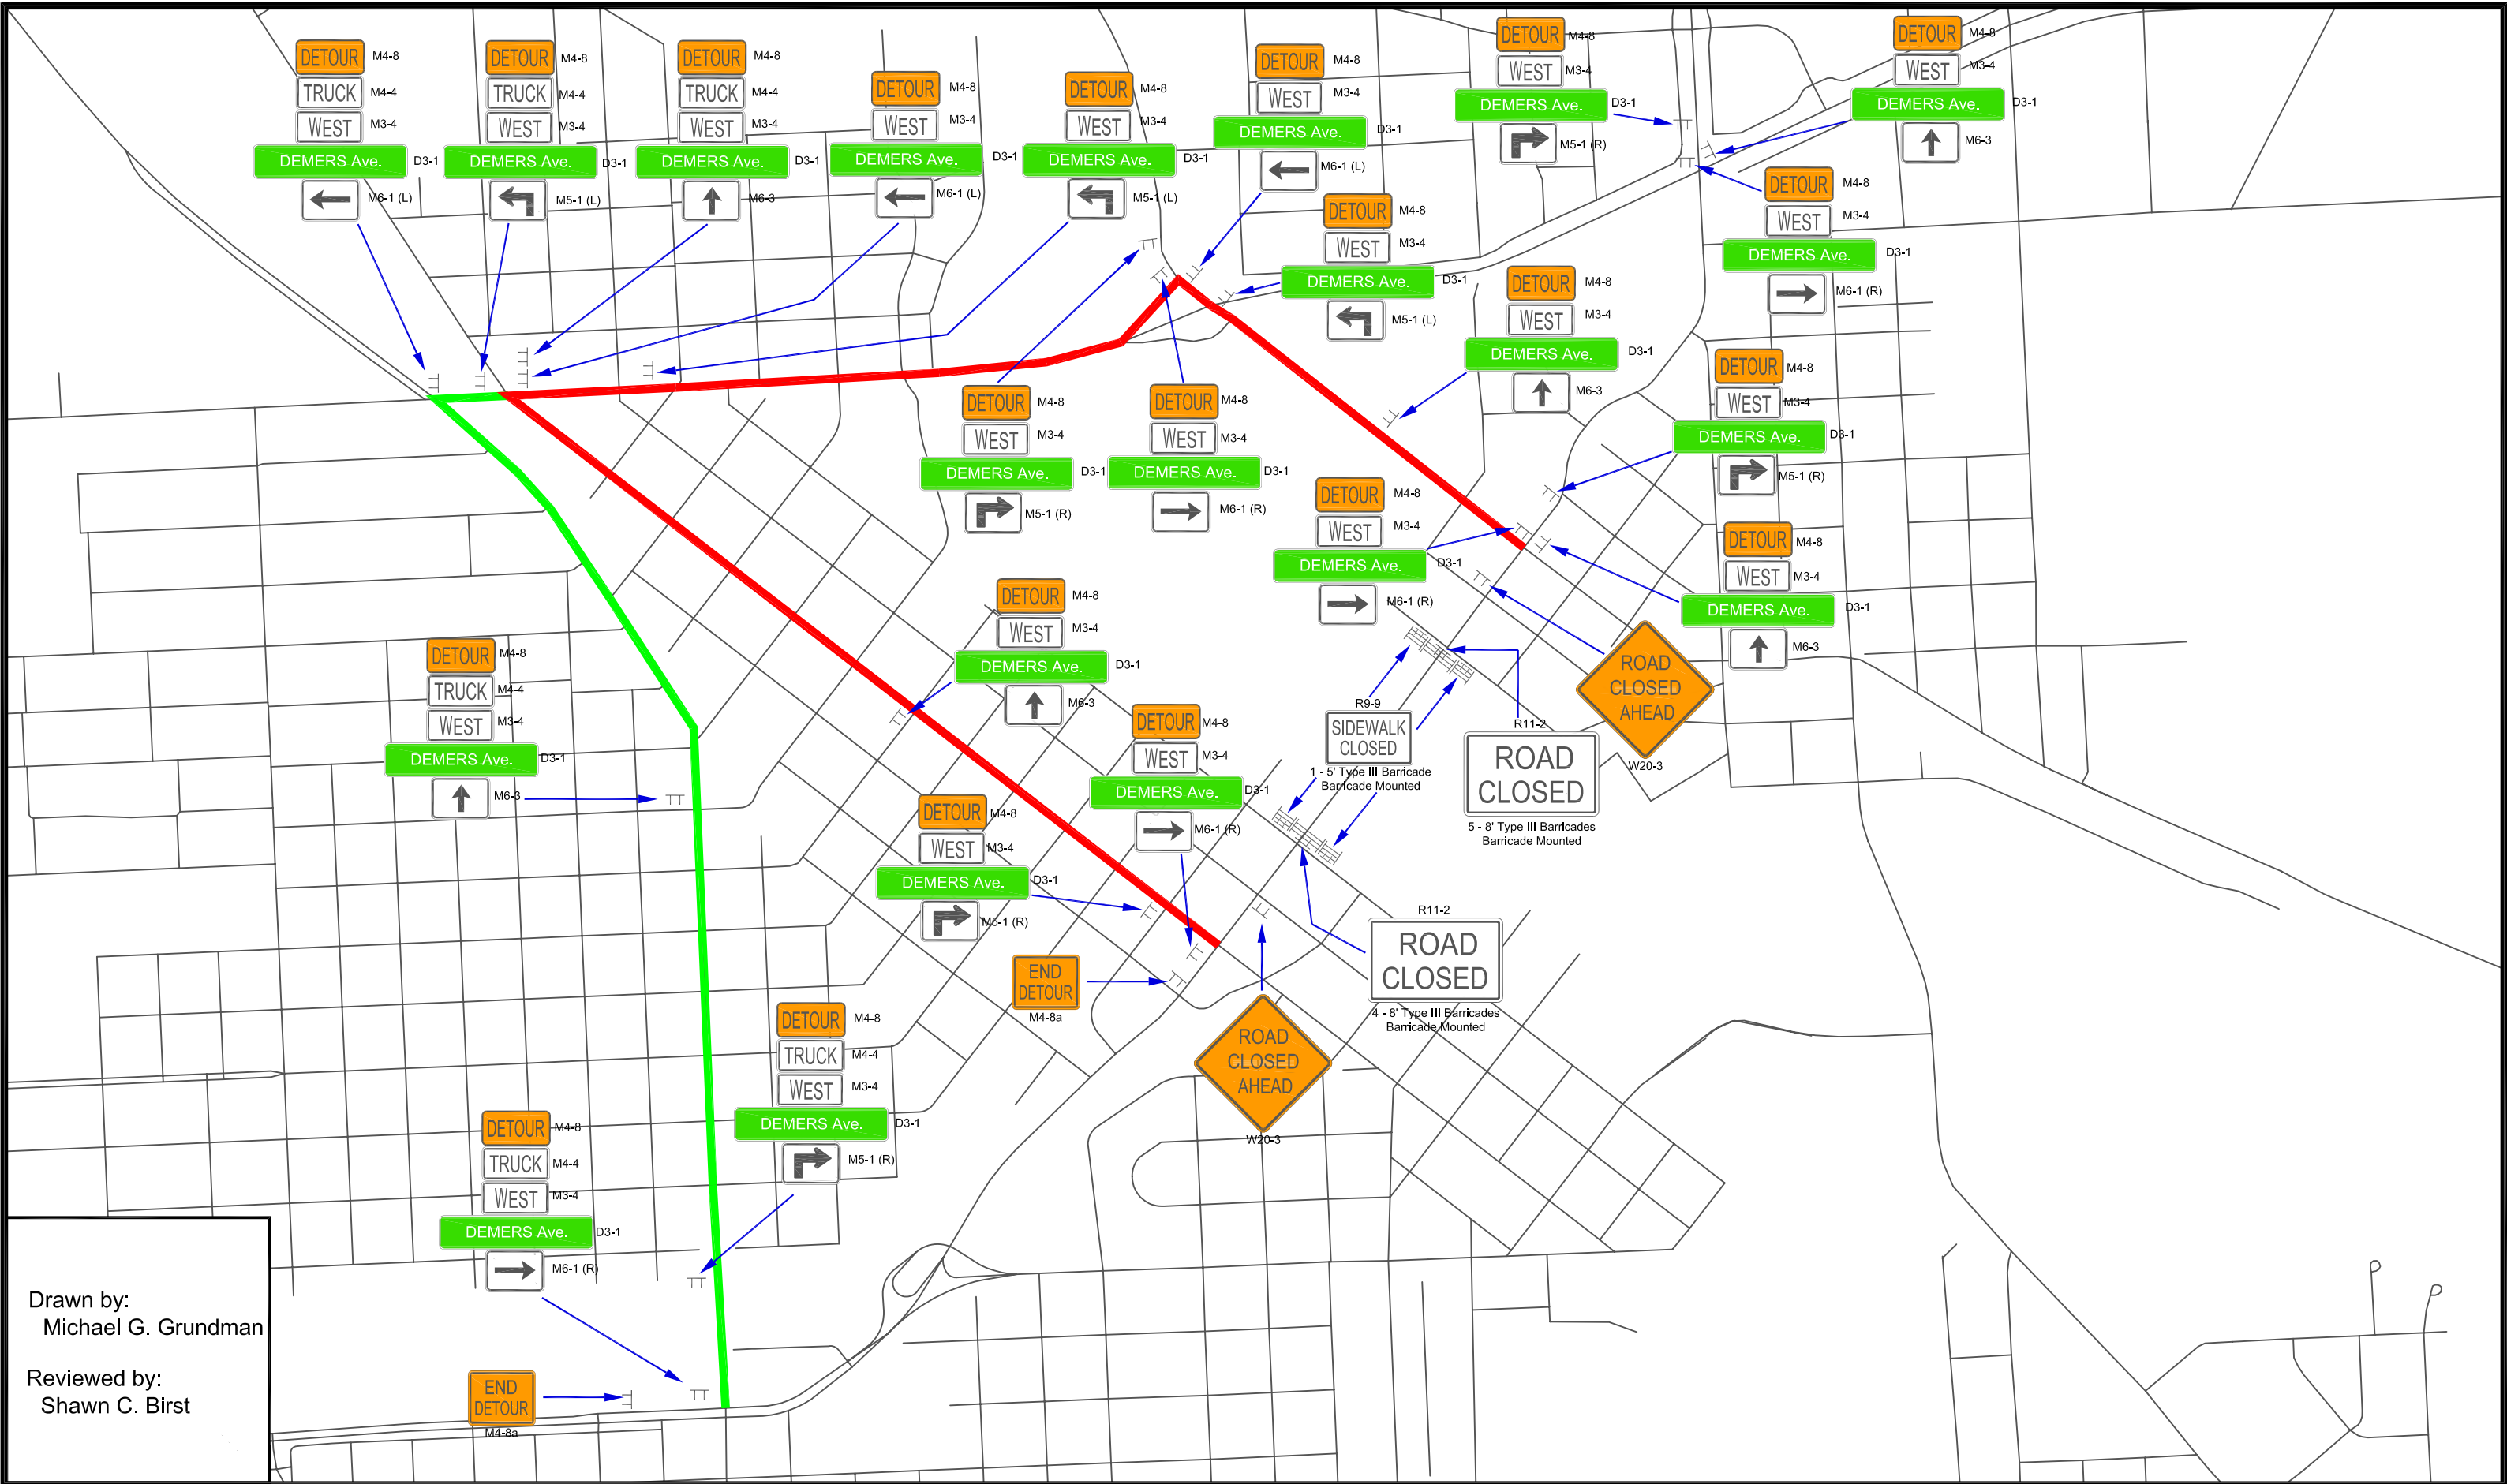 DETOUR M4-8
TRUCK M4-4
WEST M3-4
DEMERS Ave. D3-1
M6-1 (L)
DETOUR M4-8
TRUCK M4-4
WEST M3-4
DEMERS Ave. D3-1
M5-1 (L)
DETOUR M4-8
TRUCK M4-4
WEST M3-4
DEMERS Ave. D3-1
M6-3
DETOUR M4-8
WEST M3-4
DEMERS Ave. D3-1
M6-1 (L)
DETOUR M4-8
WEST M3-4
DEMERS Ave. D3-1
M5-1 (L)
DETOUR M4-8
WEST M3-4
DEMERS Ave. D3-1
M6-1 (L)
DETOUR M4-8
WEST M3-4
DEMERS Ave. D3-1
M5-1 (R)
DETOUR M4-8
WEST M3-4
DEMERS Ave. D3-1
M6-3
DETOUR M4-8
WEST M3-4
DEMERS Ave. D3-1
M6-1 (R)
DETOUR M4-8
WEST M3-4
DEMERS Ave. D3-1
M5-1 (L)
DETOUR M4-8
WEST M3-4
DEMERS Ave. D3-1
M6-3
DETOUR M4-8
WEST M3-4
DEMERS Ave. D3-1
M5-1 (R)
DETOUR M4-8
WEST M3-4
DEMERS Ave. D3-1
M5-1 (R)
DETOUR M4-8
WEST M3-4
DEMERS Ave. D3-1
M6-1 (R)
DETOUR M4-8
WEST M3-4
DEMERS Ave. D3-1
M6-1 (R)
DETOUR M4-8
WEST M3-4
DEMERS Ave. D3-1
M6-3
DETOUR M4-8
WEST M3-4
DEMERS Ave. D3-1
M6-3
DETOUR M4-8
TRUCK M4-4
WEST M3-4
DEMERS Ave. D3-1
M6-3
DETOUR M4-8
WEST M3-4
DEMERS Ave. D3-1
M6-1 (R)
DETOUR M4-8
WEST M3-4
DEMERS Ave. D3-1
M5-1 (R)
R9-9
SIDEWALK
CLOSED
1 - 5' Type III Barricade
Barricade Mounted
R11-2
ROAD
CLOSED
5 - 8' Type III Barricades
Barricade Mounted
ROAD
CLOSED
AHEAD
W20-3
R11-2
ROAD
CLOSED
4 - 8' Type III Barricades
Barricade Mounted
END
DETOUR
M4-8a
ROAD
CLOSED
AHEAD
W20-3
DETOUR M4-8
TRUCK M4-4
WEST M3-4
DEMERS Ave. D3-1
M5-1 (R)
DETOUR M4-8
TRUCK M4-4
WEST M3-4
DEMERS Ave. D3-1
M6-1 (R)
END
DETOUR
M4-8a
Drawn by:
Michael G. Grundman
Reviewed by:
Shawn C. Birst